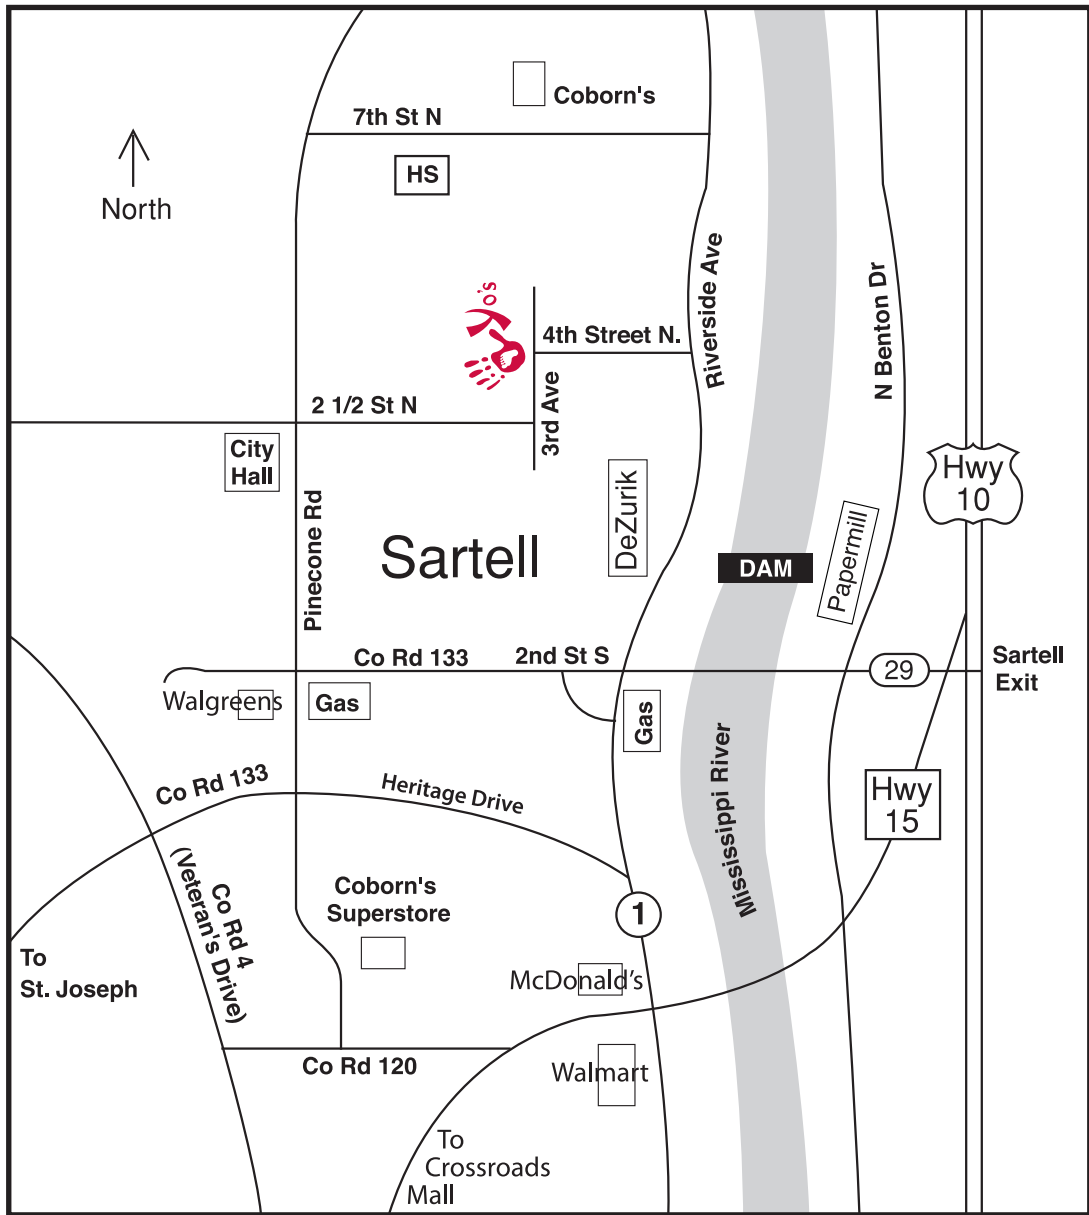 Coborn's
7th St N
HS
North
Riverside Ave
N Benton Dr
o's
4th Street N.
3rd Ave
2 1/2 St N
City
Hall
Hwy
10
DeZurik
Pinecone Rd
Sartell
DAM
Papermill
Co Rd 133
2nd St S
29
Sartell
Exit
Walgreens
Gas
Gas
Mississippi River
Co Rd 133
Heritage Drive
Hwy
15
Co Rd 4
(Veteran's Drive)
Coborn's
Superstore
1
To
St. Joseph
McDonald's
Co Rd 120
Walmart
To
Crossroads
Mall